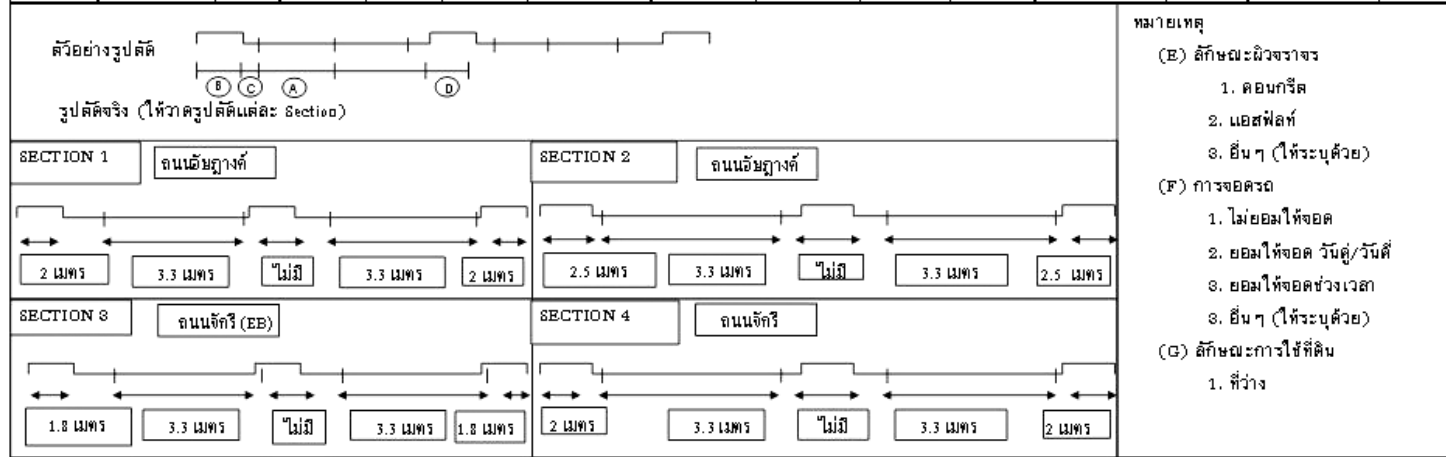 ตัวอย่างรูปตัด
B C A D
รูปตัดจริง (ให้วาดรูปตัดแต่ละ Section)
SECTION 1 ถนนอัษฎางค์
2 เมตร 3.3 เมตร ไม่มี 3.3 เมตร 2 เมตร
SECTION 2 ถนนอัษฎางค์
2.5 เมตร 3.3 เมตร ไม่มี 3.3 เมตร 2.5 เมตร
SECTION 3 ถนนจักรี (EB)
1.8 เมตร 3.3 เมตร ไม่มี 3.3 เมตร 1.8 เมตร
SECTION 4 ถนนจักรี
2 เมตร 3.3 เมตร ไม่มี 3.3 เมตร 2 เมตร
หมายเหตุ
(E) ลักษณะผิวจราจร
1. คอนกรีต
2. แอสฟัลท์
3. อื่นๆ (ให้ระบุด้วย)
(F) การจอดรถ
1. ไม่ยอมให้จอด
2. ยอมให้จอด วันคู่/วันคี่
3. ยอมให้จอดช่วงเวลา
3. อื่นๆ (ให้ระบุด้วย)
(G) ลักษณะการใช้ที่ดิน
1. ที่ว่าง